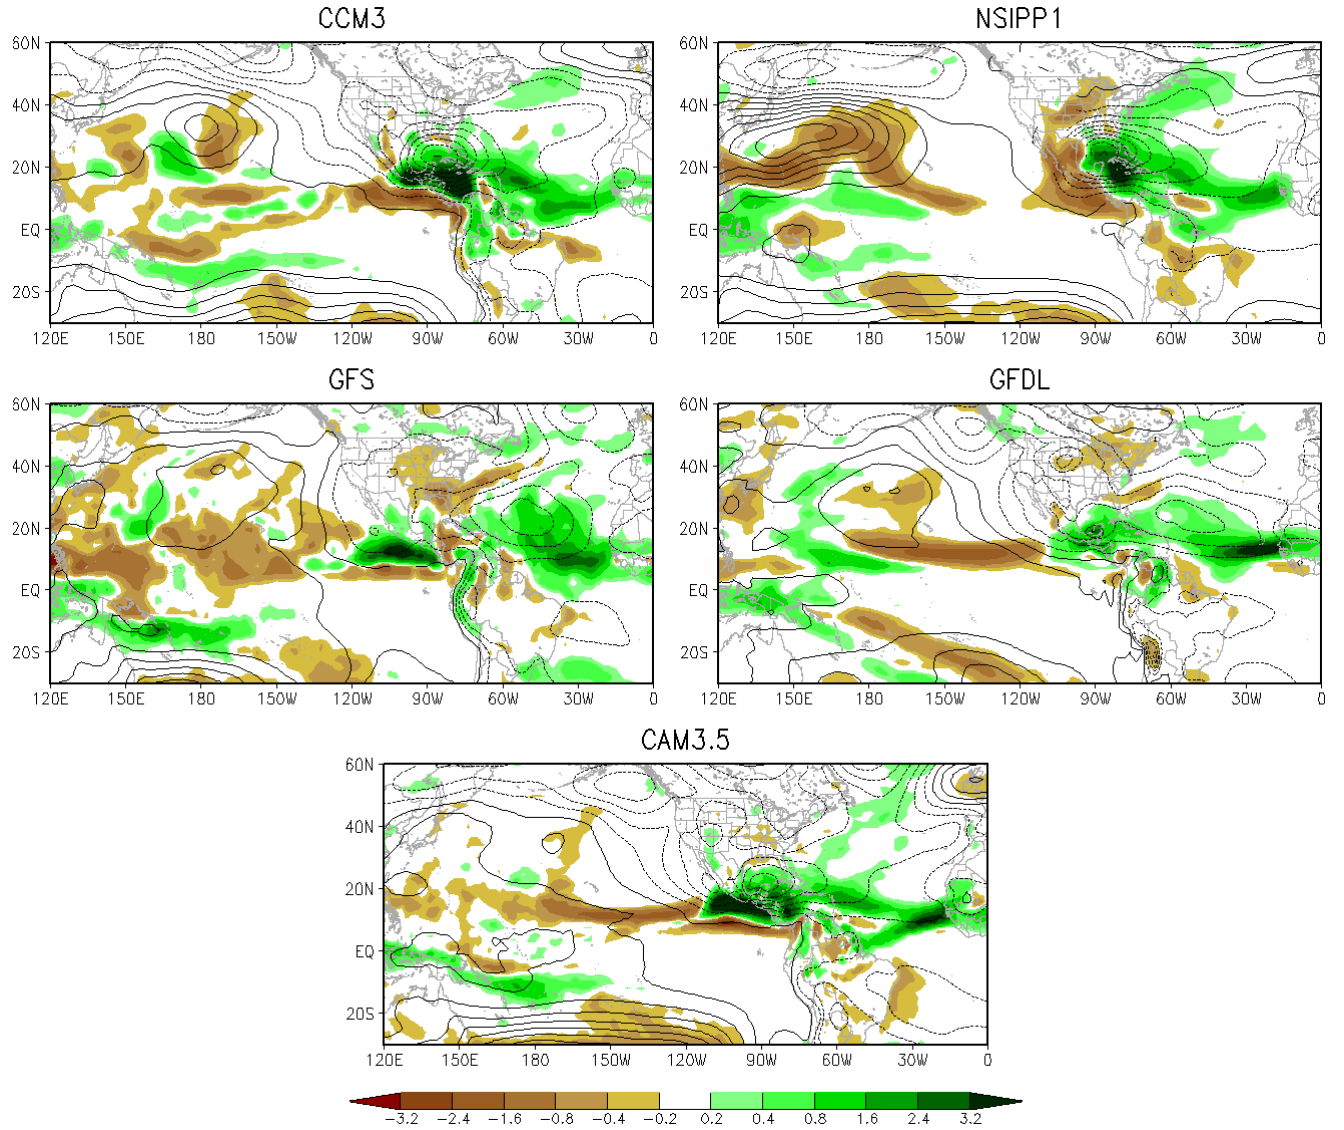 CCM3
NSIPP1
60N
40N
20N
EQ
20S
120E 150E 180 150W 120W 90W 60W 30W 0
60N
40N
20N
EQ
20S
120E 150E 180 150W 120W 90W 60W 30W 0
GFS
GFDL
60N
40N
20N
EQ
20S
120E 150E 180 150W 120W 90W 60W 30W 0
60N
40N
20N
EQ
20S
120E 150E 180 150W 120W 90W 60W 30W 0
CAM3.5
60N
40N
20N
EQ
20S
120E 150E 180 150W 120W 90W 60W 30W 0
−3.2 −2.4 −1.6 −0.8 −0.4 −0.2 0.2 0.4 0.8 1.6 2.4 3.2